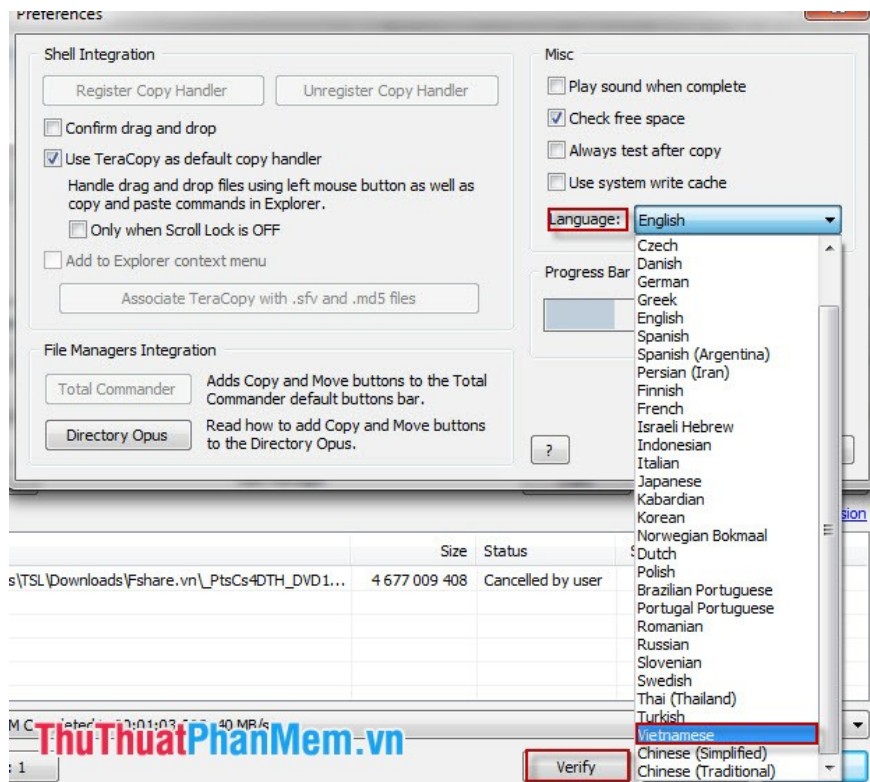 Preferences
Shell Integration
Register Copy Handler
Unregister Copy Handler
Confirm drag and drop
Use TeraCopy as default copy handler
Handle drag and drop files using left mouse button as well as
copy and paste commands in Explorer.
Only when Scroll Lock is OFF
Add to Explorer context menu
Associate TeraCopy with .sfv and .md5 files
File Managers Integration
Total Commander
Adds Copy and Move buttons to the Total
Commander default buttons bar.
Directory Opus
Read how to add Copy and Move buttons
to the Directory Opus.
Misc
Play sound when complete
Check free space
Always test after copy
Use system write cache
Language:
English
Czech
Danish
German
Greek
English
Spanish
Spanish (Argentina)
Persian (Iran)
Finnish
French
Israeli Hebrew
Indonesian
Italian
Japanese
Kabardian
Korean
Norwegian Bokmaal
Dutch
Polish
Brazilian Portuguese
Portugal Portuguese
Romanian
Russian
Slovenian
Swedish
Thai (Thailand)
Turkish
Vietnamese
Chinese (Simplified)
Chinese (Traditional)
Progress Bar
?
sion
Size Status
s\TSL\Downloads\Fshare.vn\_PtsCs4DTH_DVD1... 4 677 009 408 Cancelled by user
40 MB/s
ThuThuatPhanMem.vn
: 1
Verify